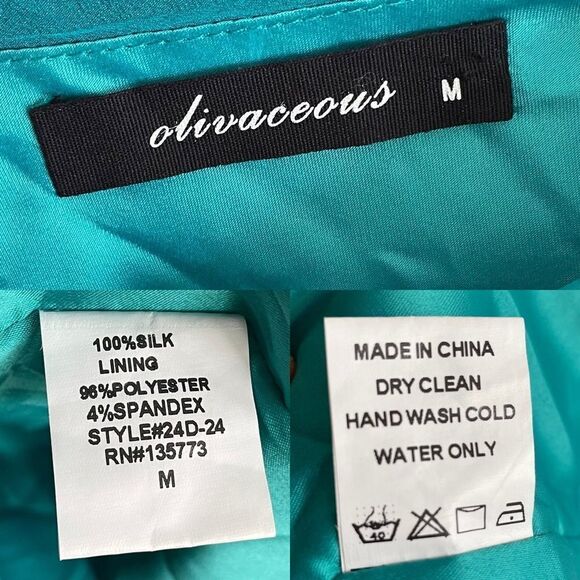 olivaceous M
100%SILK
LINING
96%POLYESTER
4%SPANDEX
STYLE#24D-24
RN#135773
M
MADE IN CHINA
DRY CLEAN
HAND WASH COLD
WATER ONLY
40